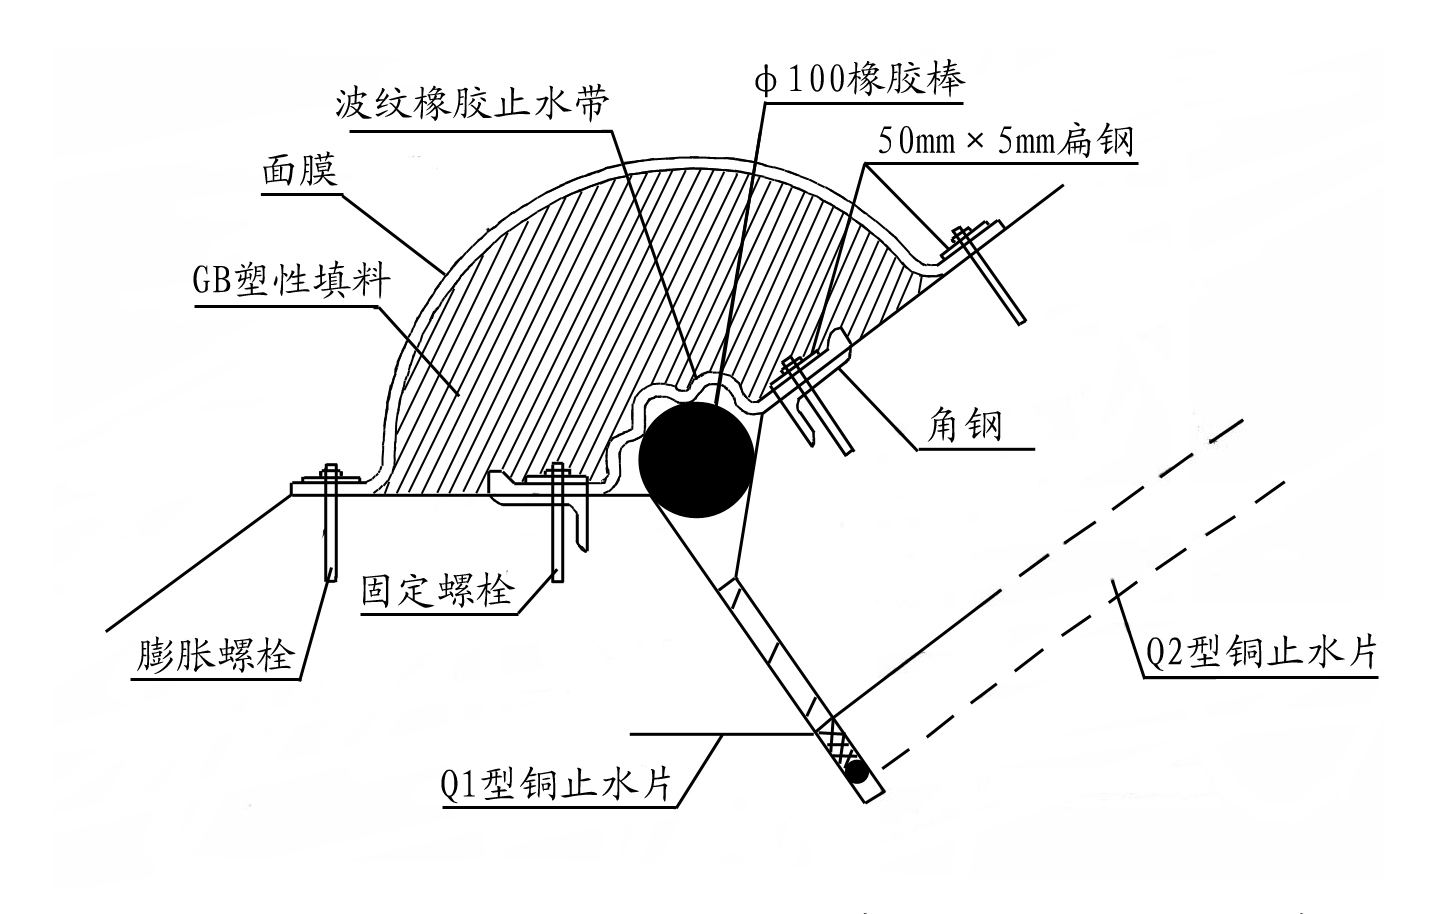 φ100橡胶棒
波纹橡胶止水带
50mm×5mm扁钢
面膜
GB塑性填料
角钢
固定螺栓
膨胀螺栓
Q2型铜止水片
Q1型铜止水片